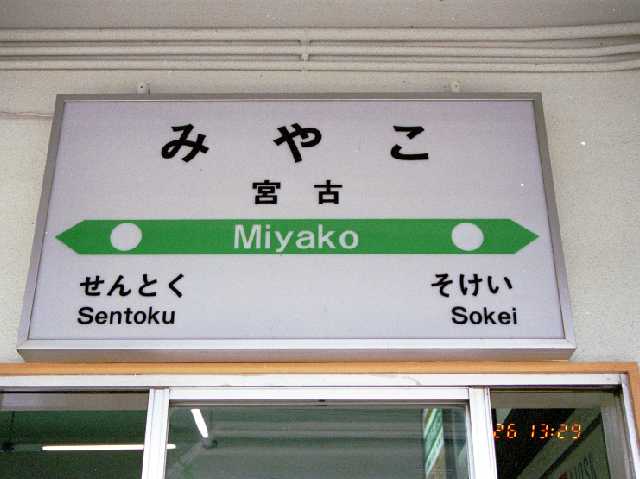 みやこ
宮古
Miyako
せんとく そけい
Sentoku Sokei
26 13:29